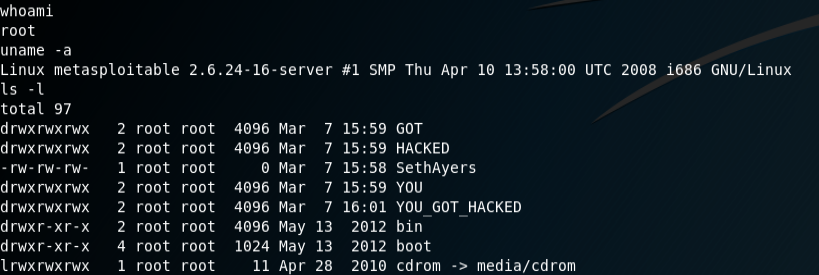 whoami
root
uname -a
Linux metasploitable 2.6.24-16-server #1 SMP Thu Apr 10 13:58:00 UTC 2008 i686 GNU/Linux
ls -l
total 97
drwxrwxrwx   2 root root  4096 Mar  7 15:59 GOT
drwxrwxrwx   2 root root  4096 Mar  7 15:59 HACKED
-rw-rw-rw-   1 root root     0 Mar  7 15:58 SethAyers
drwxrwxrwx   2 root root  4096 Mar  7 15:59 YOU
drwxrwxrwx   2 root root  4096 Mar  7 16:01 YOU_GOT_HACKED
drwxr-xr-x   2 root root  4096 May 13  2012 bin
drwxr-xr-x   4 root root  1024 May 13  2012 boot
lrwxrwxrwx   1 root root    11 Apr 28  2010 cdrom -> media/cdrom